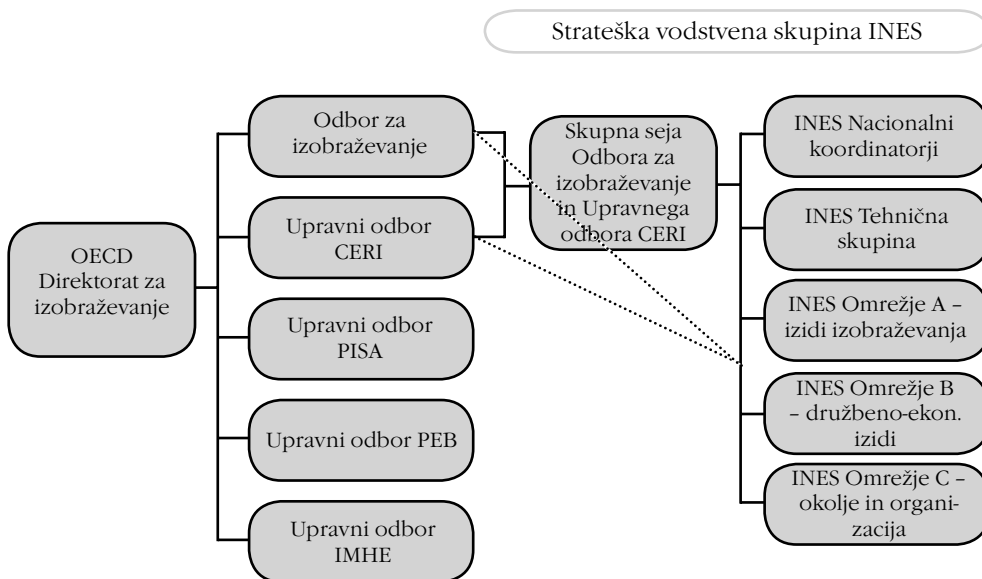 Strateška vodstvena skupina INES
OECD
Direktorat za
izobraževanje
Odbor za
izobraževanje
Upravni odbor
CERI
Upravni odbor
PISA
Upravni odbor PEB
Upravni odbor
IMHE
Skupna seja
Odbora za
izobraževanje
in Upravnega
odbora CERI
INES Nacionalni
koordinatorji
INES Tehnična
skupina
INES Omrežje A –
izidi izobraževanja
INES Omrežje B
– družbeno-ekon.
izidi
INES Omrežje C –
okolje in organi-
zacija